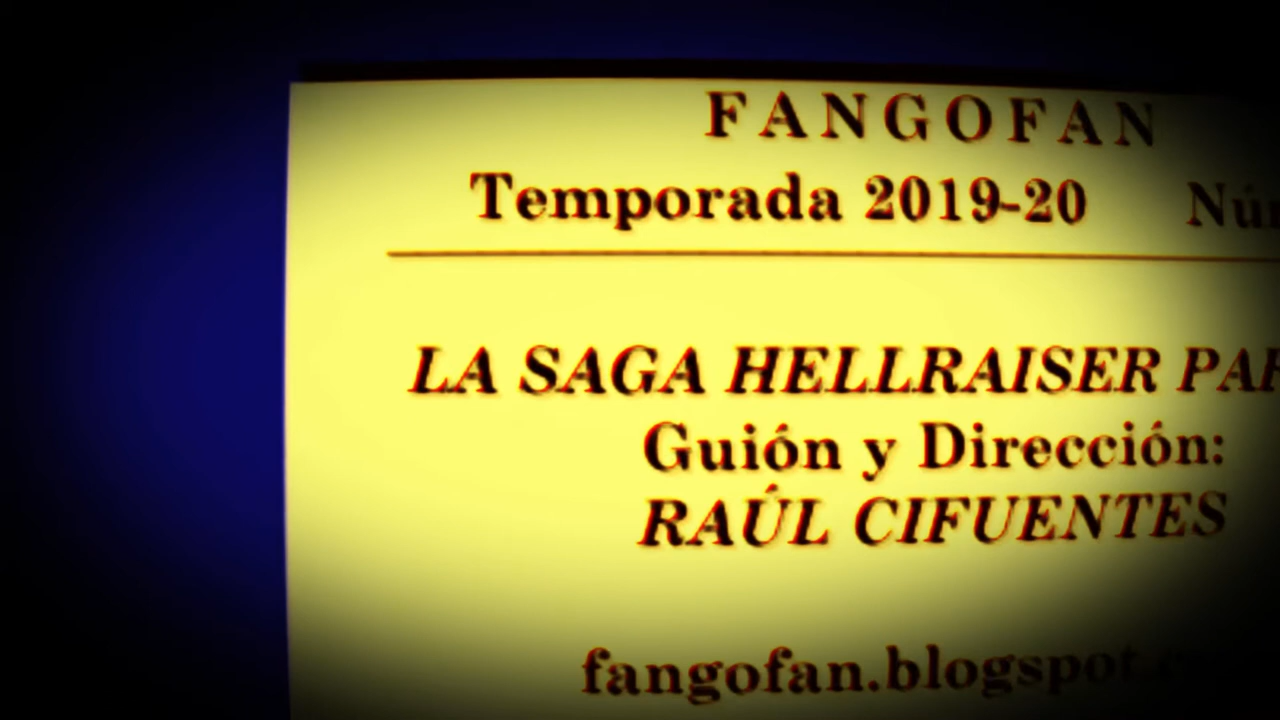 FANGOFAN
Temporada 2019-20
LA SAGA HELLRAISER
Guión y Dirección:
RAÚL CIFUENTES
fangofan.blogspot